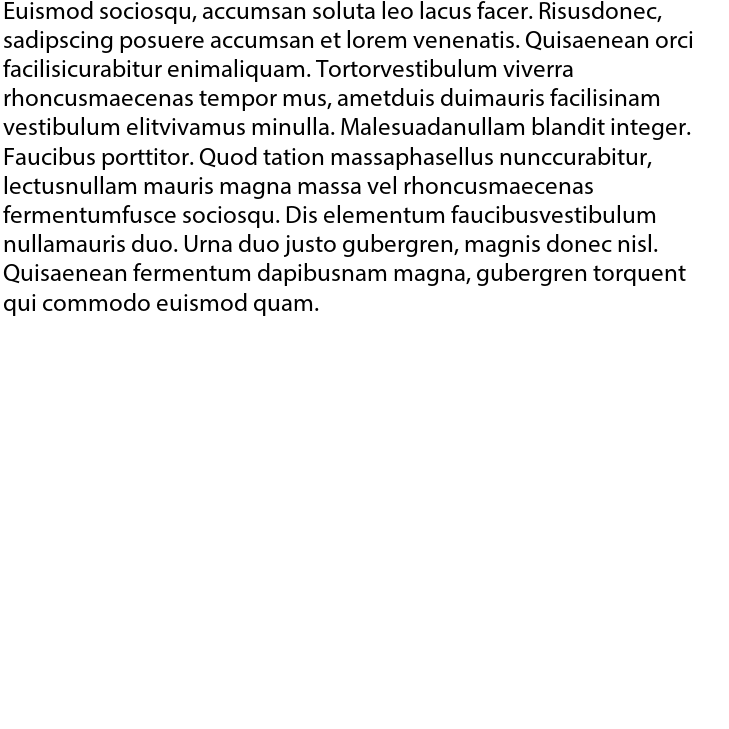 Euismod sociosqu, accumsan soluta leo lacus facer. Risusdonec,
sadipscing posuere accumsan et lorem venenatis. Quisaenean orci
facilisicurabitur enimaliquam. Tortorvestibulum viverra
rhoncusmaecenas tempor mus, ametduis duimauris facilisinam
vestibulum elitvivamus minulla. Malesuadanullam blandit integer.
Faucibus porttitor. Quod tation massaphasellus nunccurabitur,
lectusnullam mauris magna massa vel rhoncusmaecenas
fermentumfusce sociosqu. Dis elementum faucibusvestibulum
nullamauris duo. Urna duo justo gubergren, magnis donec nisl.
Quisaenean fermentum dapibusnam magna, gubergren torquent
qui commodo euismod quam.